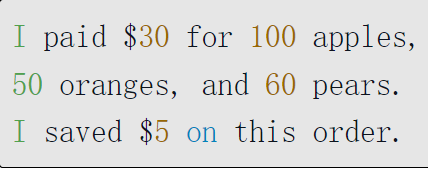 I paid $30 for 100 apples,
50 oranges, and 60 pears.
I saved $5 on this order.